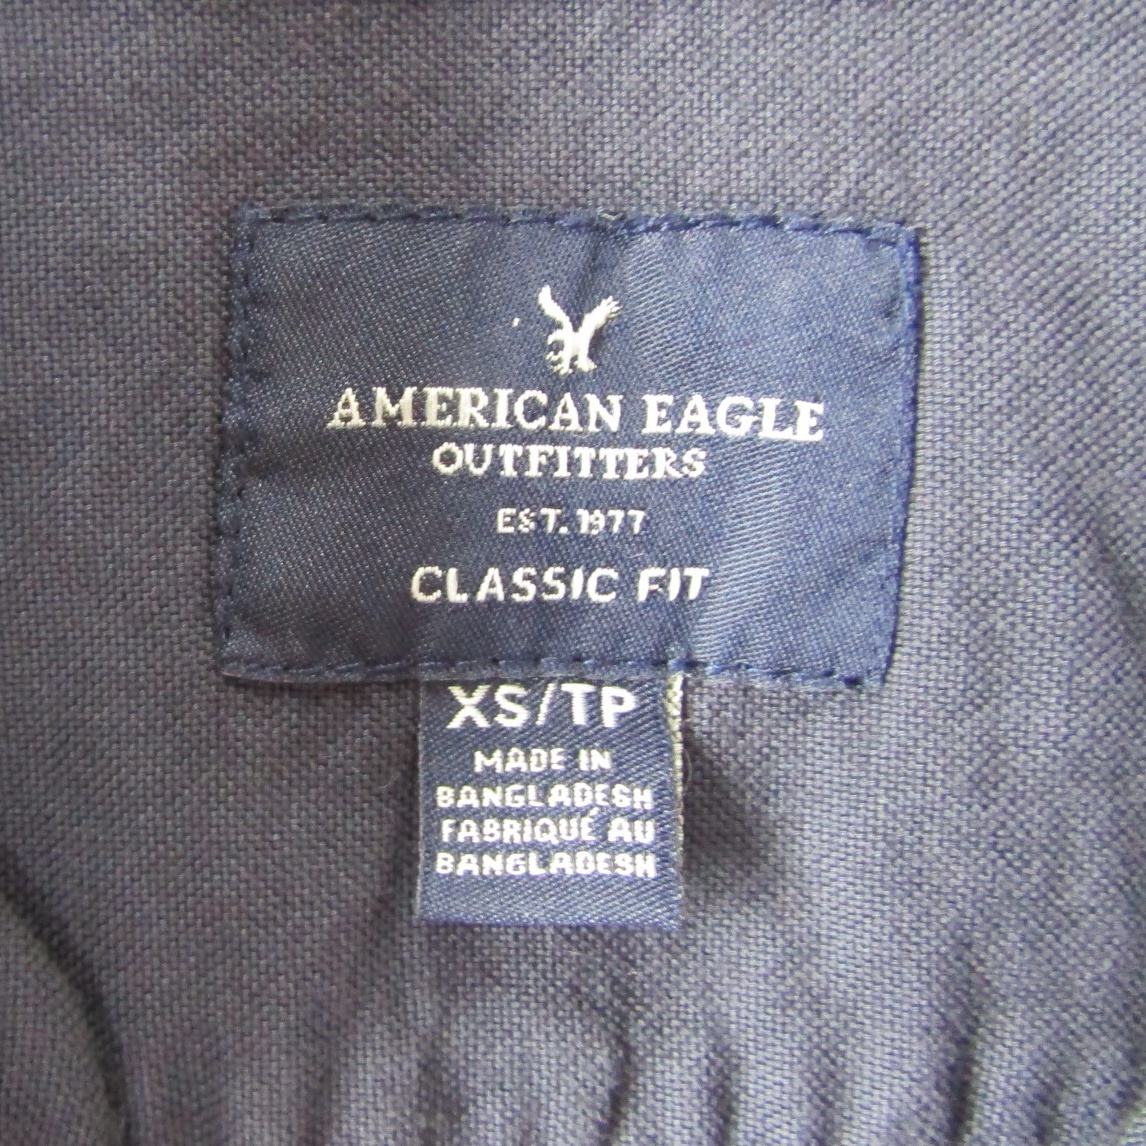 AMERICAN EAGLE
OUTFITTERS
EST. 1977
CLASSIC FIT
XS/TP
MADE IN
BANGLADESH
FABRIQUÉ AU
BANGLADESH